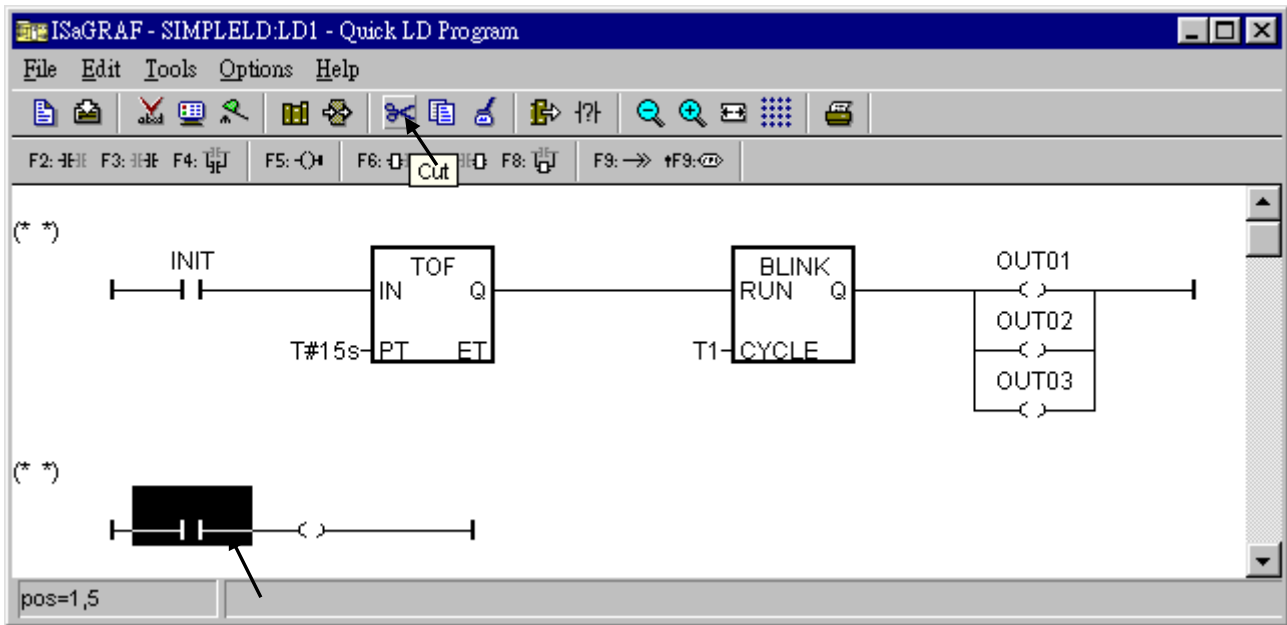 ISaGRAF - SIMPLELD:LD1 - Quick LD Program
File Edit Tools Options Help
F2: F3: F4: F5: F6: F8: F9: F9:
Cut
(* *)
INIT
TOF
IN Q
T#15s PT ET
BLINK
RUN Q
T1 CYCLE
OUT01
OUT02
OUT03
(* *)
pos=1,5